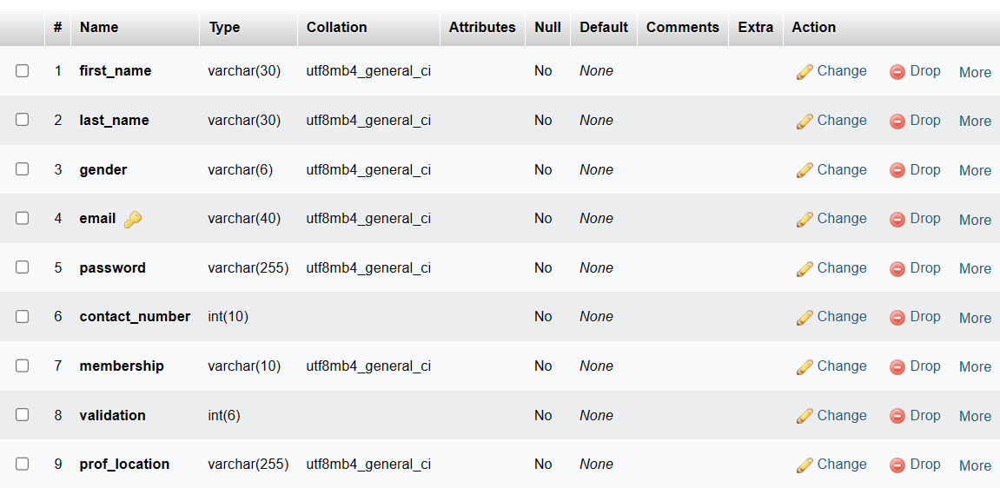 # Name Type Collation Attributes Null Default Comments Extra Action
1 first_name varchar(30) utf8mb4_general_ci No None Change Drop More
2 last_name varchar(30) utf8mb4_general_ci No None Change Drop More
3 gender varchar(6) utf8mb4_general_ci No None Change Drop More
4 email varchar(40) utf8mb4_general_ci No None Change Drop More
5 password varchar(255) utf8mb4_general_ci No None Change Drop More
6 contact_number int(10) No None Change Drop More
7 membership varchar(10) utf8mb4_general_ci No None Change Drop More
8 validation int(6) No None Change Drop More
9 prof_location varchar(255) utf8mb4_general_ci No None Change Drop More